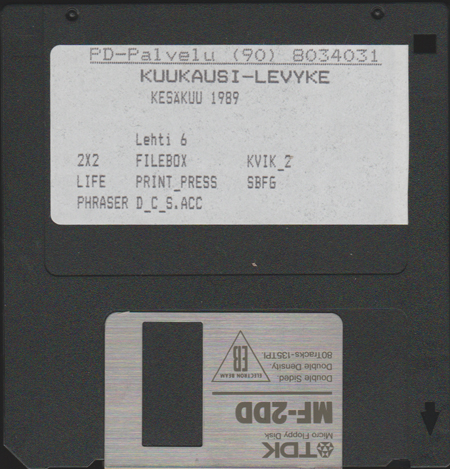 PD-Palvelu (90) 8034031
KUUKAUSI-LEVYKE
KESÄKUU 1989
Lehti 6
2X2 FILEBOX KVIK_2
LIFE PRINT_PRESS SBFG
PHRASER D_C_S.ACC
TDK
Micro Floppy Disk
MF-2DD
Double Sided
Double Density
80Tracks-135TPI
EB
ELECTRON BEAM